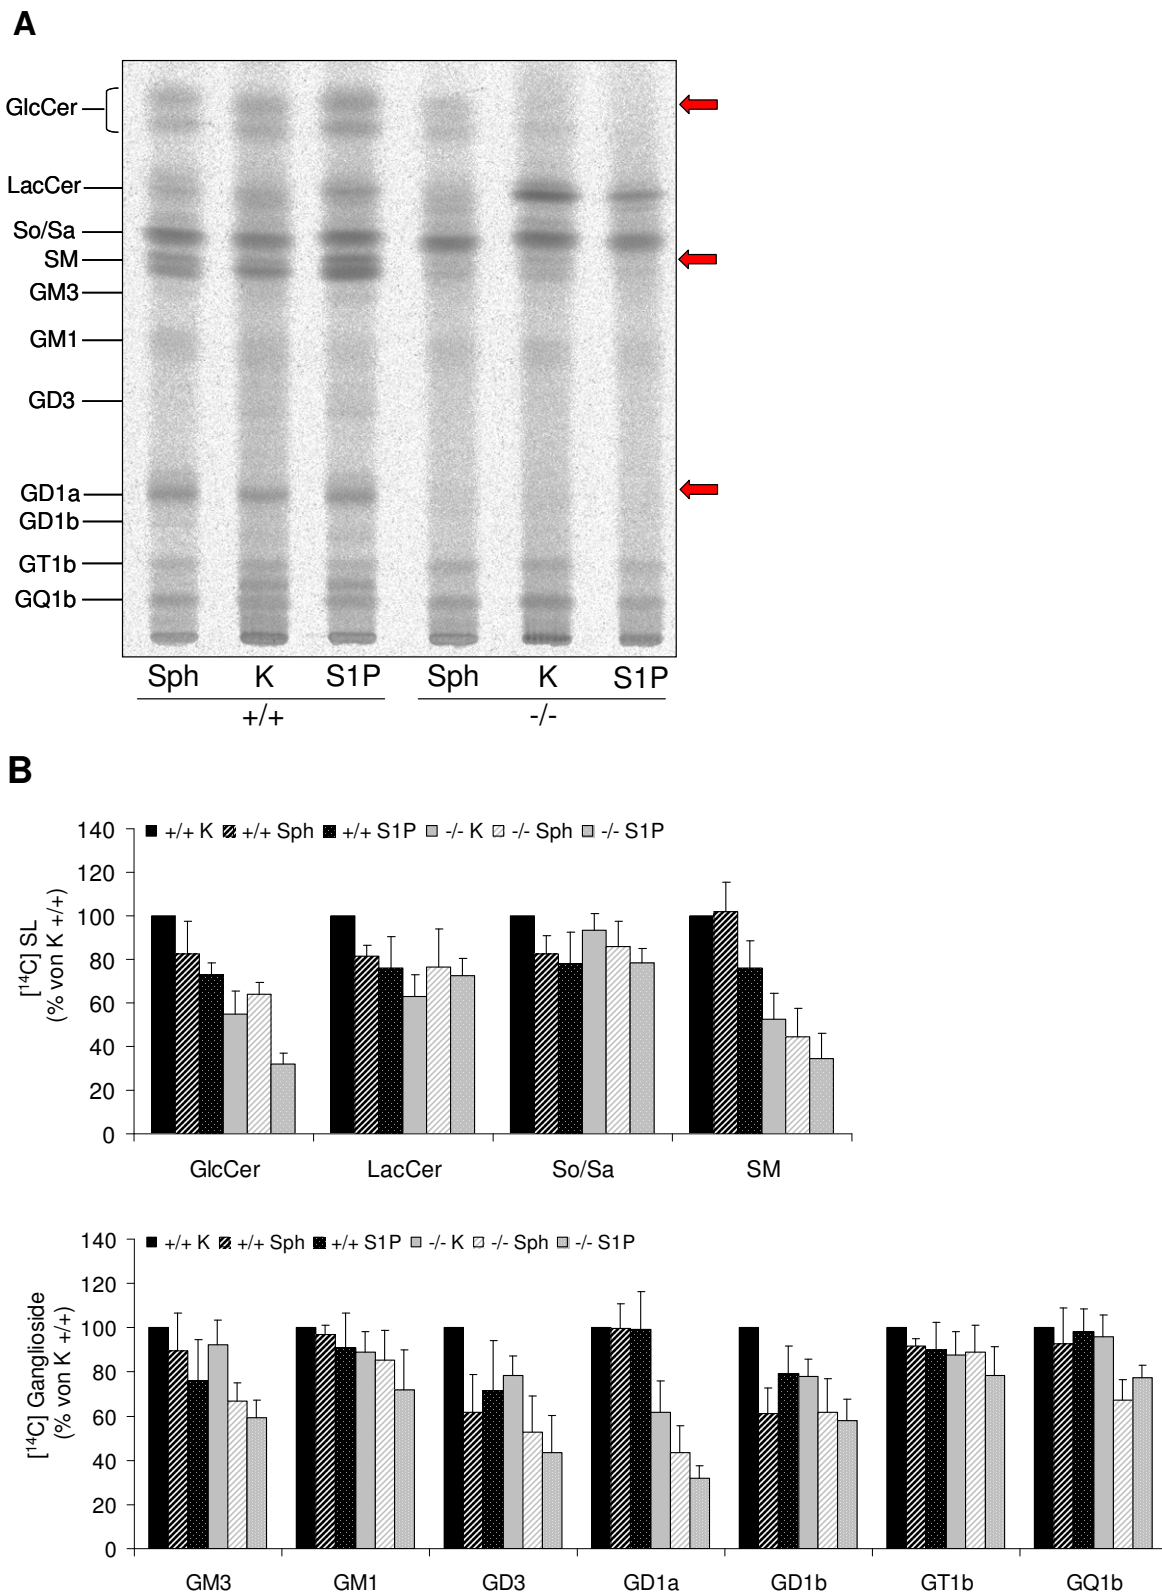 A
GlcCer
LacCer
So/Sa
SM
GM3
GM1
GD3
GD1a
GD1b
GT1b
GQ1b
Sph K S1P Sph K S1P
+/+ -/-
B
[¹⁴C] SL
(% von K +/+)
140
120
100
80
60
40
20
0
+/+ K +/+ Sph +/+ S1P -/- K -/- Sph -/- S1P
GlcCer LacCer So/Sa SM
[¹⁴C] Ganglioside
(% von K +/+)
140
120
100
80
60
40
20
0
+/+ K +/+ Sph +/+ S1P -/- K -/- Sph -/- S1P
GM3 GM1 GD3 GD1a GD1b GT1b GQ1b